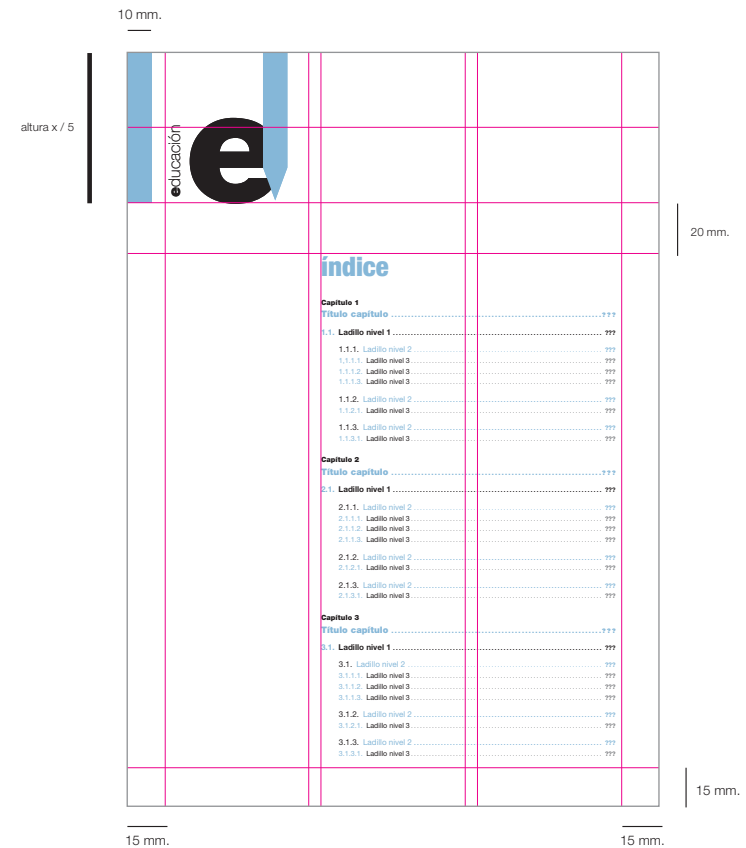 10 mm.
altura x / 5
educación
e
20 mm.
índice
Capítulo 1
Título capítulo ........................................................ ???
1.1. Ladillo nivel 1 ........................................................ ???
1.1.1. Ladillo nivel 2 ........................................................ ???
1.1.1.1. Ladillo nivel 3 ........................................................ ???
1.1.1.2. Ladillo nivel 3 ........................................................ ???
1.1.1.3. Ladillo nivel 3 ........................................................ ???
1.1.2. Ladillo nivel 2 ........................................................ ???
1.1.2.1. Ladillo nivel 3 ........................................................ ???
1.1.3. Ladillo nivel 2 ........................................................ ???
1.1.3.1. Ladillo nivel 3 ........................................................ ???
Capítulo 2
Título capítulo ........................................................ ???
2.1. Ladillo nivel 1 ........................................................ ???
2.1.1. Ladillo nivel 2 ........................................................ ???
2.1.1.1. Ladillo nivel 3 ........................................................ ???
2.1.1.2. Ladillo nivel 3 ........................................................ ???
2.1.1.3. Ladillo nivel 3 ........................................................ ???
2.1.2. Ladillo nivel 2 ........................................................ ???
2.1.2.1. Ladillo nivel 3 ........................................................ ???
2.1.3. Ladillo nivel 2 ........................................................ ???
2.1.3.1. Ladillo nivel 3 ........................................................ ???
Capítulo 3
Título capítulo ........................................................ ???
3.1. Ladillo nivel 1 ........................................................ ???
3.1. Ladillo nivel 2 ........................................................ ???
3.1.1.1. Ladillo nivel 3 ........................................................ ???
3.1.1.2. Ladillo nivel 3 ........................................................ ???
3.1.1.3. Ladillo nivel 3 ........................................................ ???
3.1.2. Ladillo nivel 2 ........................................................ ???
3.1.2.1. Ladillo nivel 3 ........................................................ ???
3.1.3. Ladillo nivel 2 ........................................................ ???
3.1.3.1. Ladillo nivel 3 ........................................................ ???
15 mm.
15 mm.
15 mm.